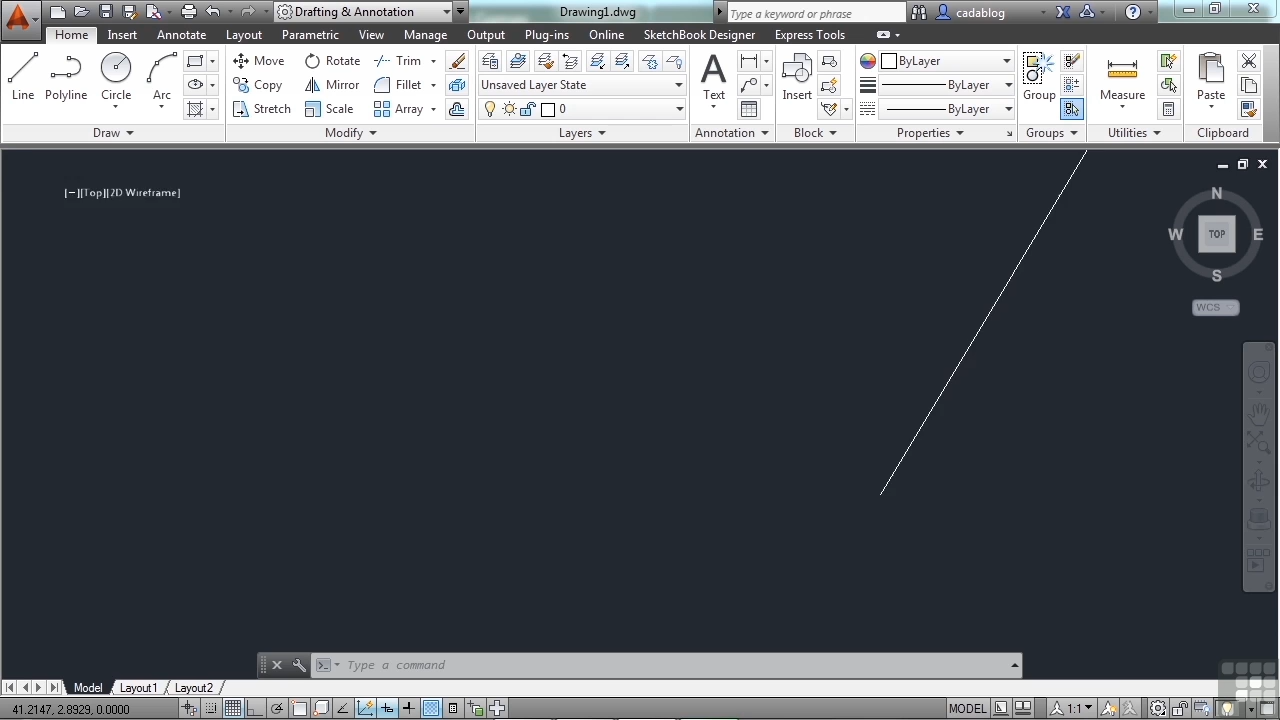 Drafting & Annotation
Drawing1.dwg
Type a keyword or phrase
cadablog
Home Insert Annotate Layout Parametric View Manage Output Plug-ins Online SketchBook Designer Express Tools
Line Polyline Circle Arc
Move Rotate Trim
Copy Mirror Fillet
Stretch Scale Array
Unsaved Layer State
0
A
Text
Insert
ByLayer
ByLayer
ByLayer
Group
Measure
Paste
Draw Modify Layers Annotation Block Properties Groups Utilities Clipboard
[−][Top][2D Wireframe]
N
W TOP E
S
WCS
Type a command
Model Layout1 Layout2
41.2147, 2.8929, 0.0000
MODEL
1:1